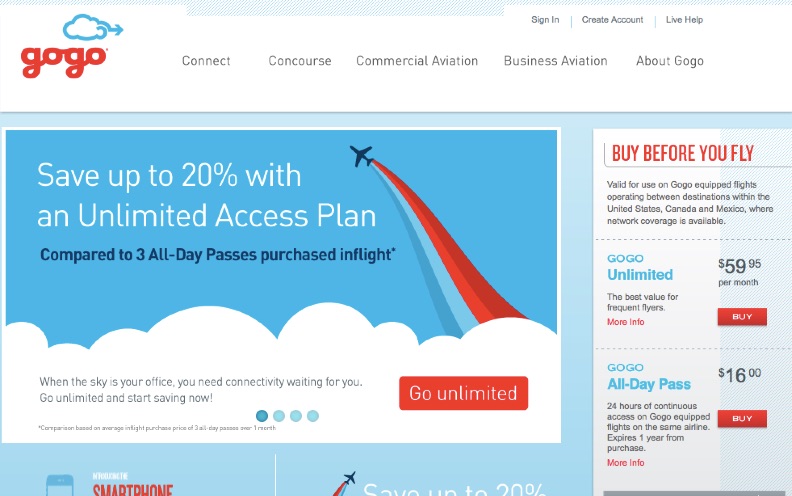 Sign In
Create Account
Live Help
gogo
Connect
Concourse
Commercial Aviation
Business Aviation
About Gogo
Save up to 20% with
an Unlimited Access Plan
Compared to 3 All-Day Passes purchased inflight*
When the sky is your office, you need connectivity waiting for you.
Go unlimited and start saving now!
Go unlimited
*Comparison based on average inflight purchase price of 3 all-day passes over 1 month
BUY BEFORE YOU FLY
Valid for use on Gogo equipped flights
operating between destinations within the
United States, Canada and Mexico, where
network coverage is available.
GOGO
Unlimited
$59 95
per month
The best value for
frequent flyers.
More Info
BUY
GOGO
All-Day Pass
$16 00
24 hours of continuous
access on Gogo equipped
flights on the same airline.
Expires 1 year from
purchase.
More Info
BUY
INTRODUCING THE
SMARTPHONE
Save up to 20%